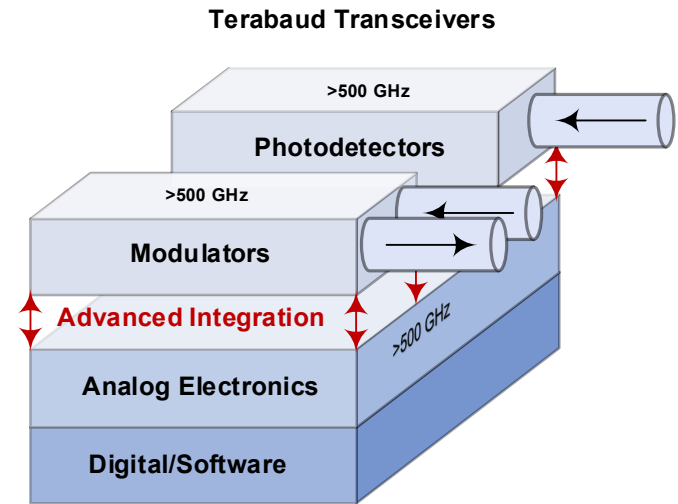 Terabaud Transceivers
>500 GHz
Photodetectors
>500 GHz
Modulators
Advanced Integration
>500 GHz
Analog Electronics
Digital/Software